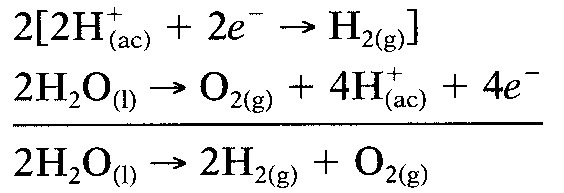 2[2H⁺(ac) + 2e⁻ → H₂(g)]
2H₂O(l) → O₂(g) + 4H⁺(ac) + 4e⁻
2H₂O(l) → 2H₂(g) + O₂(g)